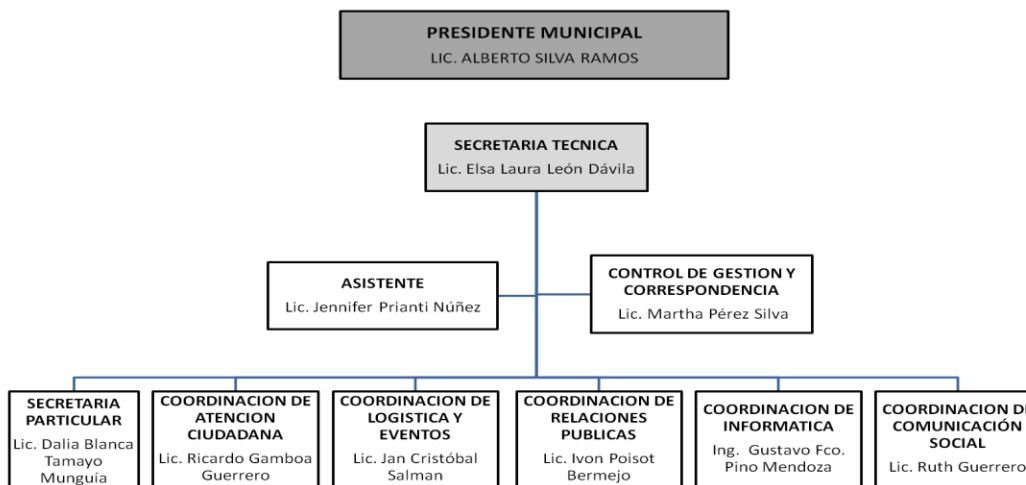 PRESIDENTE MUNICIPAL
LIC. ALBERTO SILVA RAMOS
SECRETARIA TECNICA
Lic. Elsa Laura León Dávila
ASISTENTE
Lic. Jennifer Prianti Núñez
CONTROL DE GESTION Y
CORRESPONDENCIA
Lic. Martha Pérez Silva
SECRETARIA
PARTICULAR
Lic. Dalia Blanca
Tamayo
Munguía
COORDINACION DE
ATENCION
CIUDADANA
Lic. Ricardo Gamboa
Guerrero
COORDINACION DE
LOGISTICA Y
EVENTOS
Lic. Jan Cristóbal
Salman
COORDINACION DE
RELACIONES
PUBLICAS
Lic. Ivon Poisot
Bermejo
COORDINACION DE
INFORMATICA
Ing. Gustavo Fco.
Pino Mendoza
COORDINACION DE
COMUNICACIÓN
SOCIAL
Lic. Ruth Guerrero